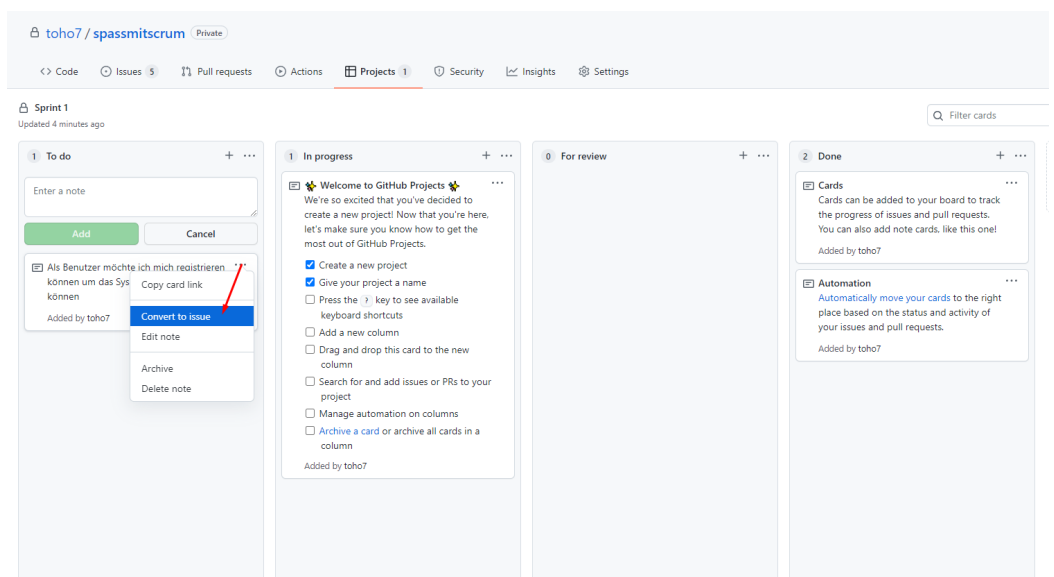 toho7 / spassmitscrum Private
Code Issues 5 Pull requests Actions Projects 1 Security Insights Settings
Sprint 1
Updated 4 minutes ago
Filter cards
1 To do
Enter a note
Add Cancel
Als Benutzer möchte ich mich registrieren
können um das Sys
können
Added by toho7
Copy card link
Convert to issue
Edit note
Archive
Delete note
1 In progress
Welcome to GitHub Projects
We're so excited that you've decided to
create a new project! Now that you're here,
let's make sure you know how to get the
most out of GitHub Projects.
Create a new project
Give your project a name
Press the ? key to see available
keyboard shortcuts
Add a new column
Drag and drop this card to the new
column
Search for and add issues or PRs to your
project
Manage automation on columns
Archive a card or archive all cards in a
column
Added by toho7
0 For review
2 Done
Cards
Cards can be added to your board to track
the progress of issues and pull requests.
You can also add note cards, like this one!
Added by toho7
Automation
Automatically move your cards to the right
place based on the status and activity of
your issues and pull requests.
Added by toho7